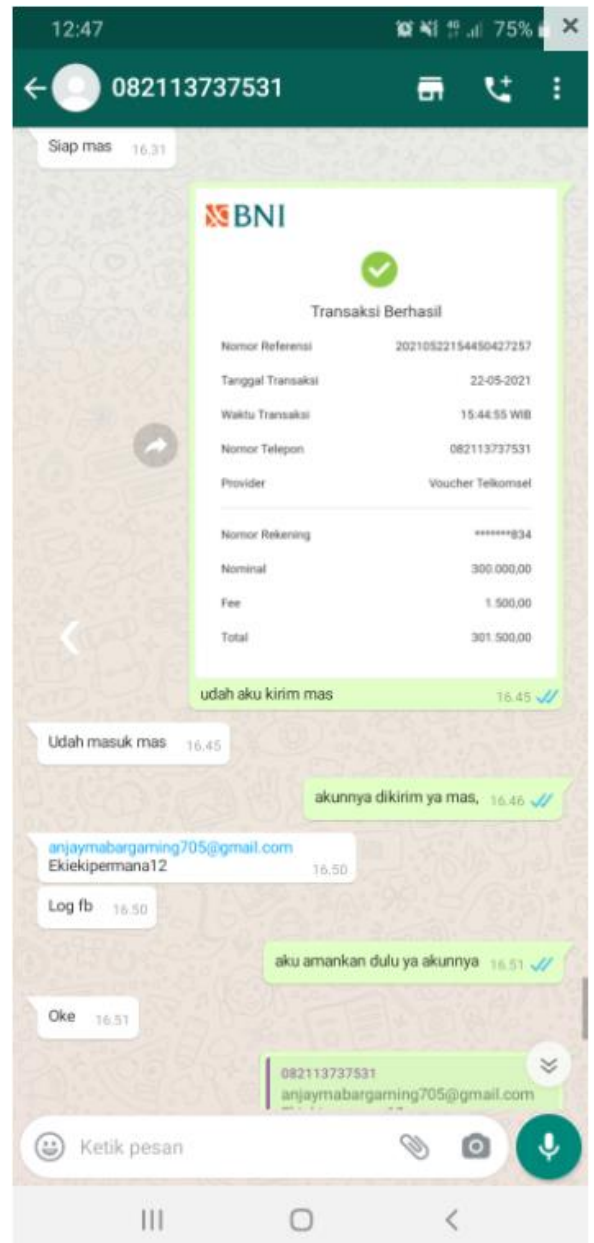 12:47
75%
082113737531
Siap mas 16.31
BNI
Transaksi Berhasil
Nomor Referensi 20210522154450427257
Tanggal Transaksi 22-05-2021
Waktu Transaksi 15:44:55 WIB
Nomor Telepon 082113737531
Provider Voucher Telkomsel
Nomor Rekening *******834
Nominal 300.000,00
Fee 1.500,00
Total 301.500,00
udah aku kirim mas 16.45
Udah masuk mas 16.45
akunnya dikirim ya mas, 16.46
anjaymabargaming705@gmail.com
Ekiekipermana12 16.50
Log fb 16.50
aku amankan dulu ya akunnya 16.51
Oke 16.51
082113737531
anjaymabargaming705@gmail.com
Ketik pesan